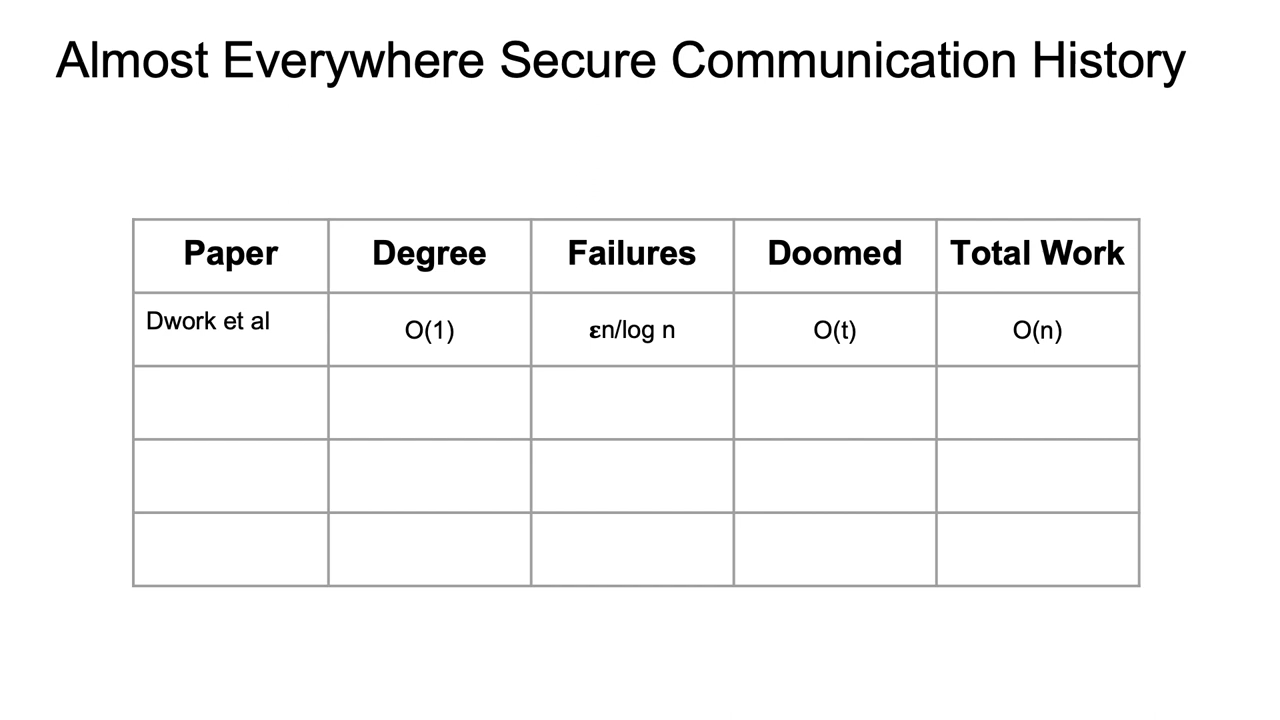 Almost Everywhere Secure Communication History
Paper Degree Failures Doomed Total Work
Dwork et al O(1) εn/log n O(t) O(n)